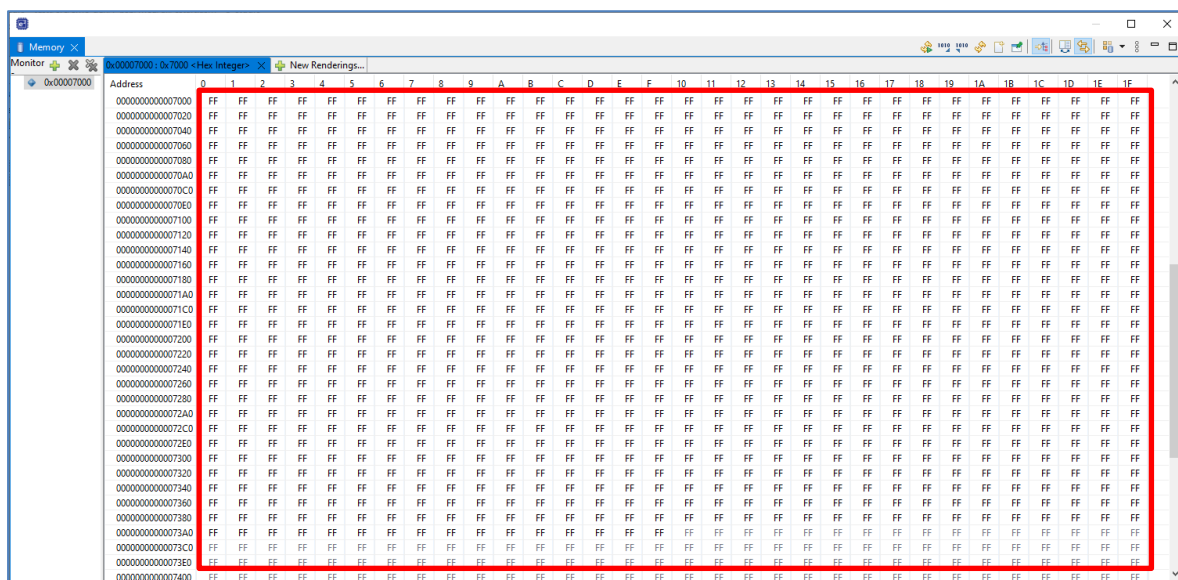 Memory
Monitor
0x00007000 : 0x7000 <Hex Integer>
New Renderings...
0x00007000
Address 0 1 2 3 4 5 6 7 8 9 A B C D E F 10 11 12 13 14 15 16 17 18 19 1A 1B 1C 1D 1E 1F
0000000000007000 FF FF FF FF FF FF FF FF FF FF FF FF FF FF FF FF FF FF FF FF FF FF FF FF FF FF FF FF FF FF FF FF
0000000000007020 FF FF FF FF FF FF FF FF FF FF FF FF FF FF FF FF FF FF FF FF FF FF FF FF FF FF FF FF FF FF FF FF
0000000000007040 FF FF FF FF FF FF FF FF FF FF FF FF FF FF FF FF FF FF FF FF FF FF FF FF FF FF FF FF FF FF FF FF
0000000000007060 FF FF FF FF FF FF FF FF FF FF FF FF FF FF FF FF FF FF FF FF FF FF FF FF FF FF FF FF FF FF FF FF
0000000000007080 FF FF FF FF FF FF FF FF FF FF FF FF FF FF FF FF FF FF FF FF FF FF FF FF FF FF FF FF FF FF FF FF
00000000000070A0 FF FF FF FF FF FF FF FF FF FF FF FF FF FF FF FF FF FF FF FF FF FF FF FF FF FF FF FF FF FF FF FF
00000000000070C0 FF FF FF FF FF FF FF FF FF FF FF FF FF FF FF FF FF FF FF FF FF FF FF FF FF FF FF FF FF FF FF FF
00000000000070E0 FF FF FF FF FF FF FF FF FF FF FF FF FF FF FF FF FF FF FF FF FF FF FF FF FF FF FF FF FF FF FF FF
0000000000007100 FF FF FF FF FF FF FF FF FF FF FF FF FF FF FF FF FF FF FF FF FF FF FF FF FF FF FF FF FF FF FF FF
0000000000007120 FF FF FF FF FF FF FF FF FF FF FF FF FF FF FF FF FF FF FF FF FF FF FF FF FF FF FF FF FF FF FF FF
0000000000007140 FF FF FF FF FF FF FF FF FF FF FF FF FF FF FF FF FF FF FF FF FF FF FF FF FF FF FF FF FF FF FF FF
0000000000007160 FF FF FF FF FF FF FF FF FF FF FF FF FF FF FF FF FF FF FF FF FF FF FF FF FF FF FF FF FF FF FF FF
0000000000007180 FF FF FF FF FF FF FF FF FF FF FF FF FF FF FF FF FF FF FF FF FF FF FF FF FF FF FF FF FF FF FF FF
00000000000071A0 FF FF FF FF FF FF FF FF FF FF FF FF FF FF FF FF FF FF FF FF FF FF FF FF FF FF FF FF FF FF FF FF
00000000000071C0 FF FF FF FF FF FF FF FF FF FF FF FF FF FF FF FF FF FF FF FF FF FF FF FF FF FF FF FF FF FF FF FF
00000000000071E0 FF FF FF FF FF FF FF FF FF FF FF FF FF FF FF FF FF FF FF FF FF FF FF FF FF FF FF FF FF FF FF FF
0000000000007200 FF FF FF FF FF FF FF FF FF FF FF FF FF FF FF FF FF FF FF FF FF FF FF FF FF FF FF FF FF FF FF FF
0000000000007220 FF FF FF FF FF FF FF FF FF FF FF FF FF FF FF FF FF FF FF FF FF FF FF FF FF FF FF FF FF FF FF FF
0000000000007240 FF FF FF FF FF FF FF FF FF FF FF FF FF FF FF FF FF FF FF FF FF FF FF FF FF FF FF FF FF FF FF FF
0000000000007260 FF FF FF FF FF FF FF FF FF FF FF FF FF FF FF FF FF FF FF FF FF FF FF FF FF FF FF FF FF FF FF FF
0000000000007280 FF FF FF FF FF FF FF FF FF FF FF FF FF FF FF FF FF FF FF FF FF FF FF FF FF FF FF FF FF FF FF FF
00000000000072A0 FF FF FF FF FF FF FF FF FF FF FF FF FF FF FF FF FF FF FF FF FF FF FF FF FF FF FF FF FF FF FF FF
00000000000072C0 FF FF FF FF FF FF FF FF FF FF FF FF FF FF FF FF FF FF FF FF FF FF FF FF FF FF FF FF FF FF FF FF
00000000000072E0 FF FF FF FF FF FF FF FF FF FF FF FF FF FF FF FF FF FF FF FF FF FF FF FF FF FF FF FF FF FF FF FF
0000000000007300 FF FF FF FF FF FF FF FF FF FF FF FF FF FF FF FF FF FF FF FF FF FF FF FF FF FF FF FF FF FF FF FF
0000000000007320 FF FF FF FF FF FF FF FF FF FF FF FF FF FF FF FF FF FF FF FF FF FF FF FF FF FF FF FF FF FF FF FF
0000000000007340 FF FF FF FF FF FF FF FF FF FF FF FF FF FF FF FF FF FF FF FF FF FF FF FF FF FF FF FF FF FF FF FF
0000000000007360 FF FF FF FF FF FF FF FF FF FF FF FF FF FF FF FF FF FF FF FF FF FF FF FF FF FF FF FF FF FF FF FF
0000000000007380 FF FF FF FF FF FF FF FF FF FF FF FF FF FF FF FF FF FF FF FF FF FF FF FF FF FF FF FF FF FF FF FF
00000000000073A0 FF FF FF FF FF FF FF FF FF FF FF FF FF FF FF FF FF FF FF FF FF FF FF FF FF FF FF FF FF FF FF FF
00000000000073C0 FF FF FF FF FF FF FF FF FF FF FF FF FF FF FF FF FF FF FF FF FF FF FF FF FF FF FF FF FF FF FF FF
00000000000073E0 FF FF FF FF FF FF FF FF FF FF FF FF FF FF FF FF FF FF FF FF FF FF FF FF FF FF FF FF FF FF FF FF
0000000000007400 FF FF FF FF FF FF FF FF FF FF FF FF FF FF FF FF FF FF FF FF FF FF FF FF FF FF FF FF FF FF FF FF